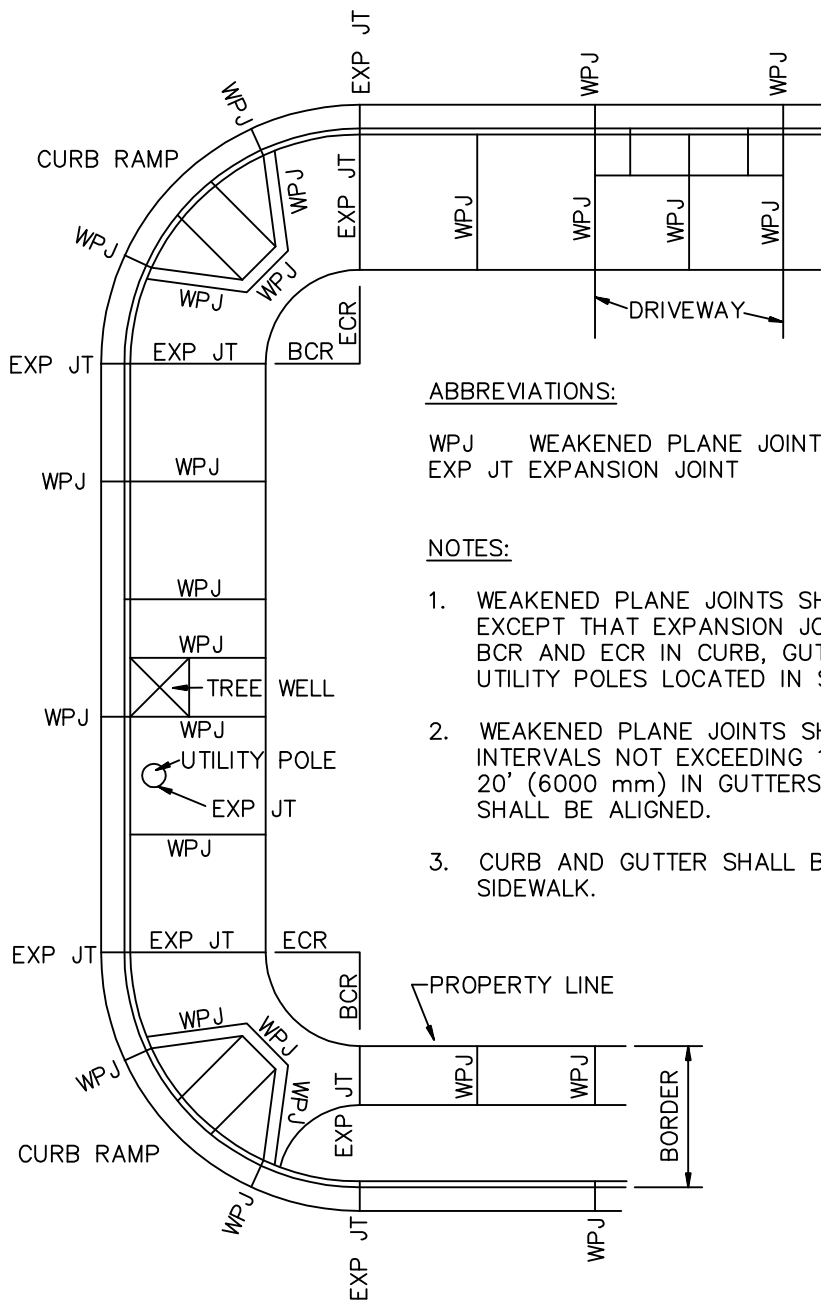 EXP JT
WPJ
WPJ
WPJ
CURB RAMP
EXP JT
WPJ
WPJ
WPJ
WPJ
WPJ
WPJ
WPJ
WPJ
WPJ
DRIVEWAY
ECR
EXP JT
EXP JT
BCR
ABBREVIATIONS:
WPJ WEAKENED PLANE JOINT
EXP JT EXPANSION JOINT
WPJ
WPJ
NOTES:
1. WEAKENED PLANE JOINTS SH
EXCEPT THAT EXPANSION JO
BCR AND ECR IN CURB, GUT
UTILITY POLES LOCATED IN S
WPJ
WPJ
TREE WELL
WPJ
WPJ
2. WEAKENED PLANE JOINTS SH
INTERVALS NOT EXCEEDING 1
20' (6000 mm) IN GUTTERS
SHALL BE ALIGNED.
UTILITY POLE
EXP JT
WPJ
3. CURB AND GUTTER SHALL B
SIDEWALK.
EXP JT
EXP JT
ECR
BCR
PROPERTY LINE
WPJ
WPJ
WPJ
WPJ
EXP JT
WPJ
WPJ
BORDER
CURB RAMP
WPJ
EXP JT
WPJ